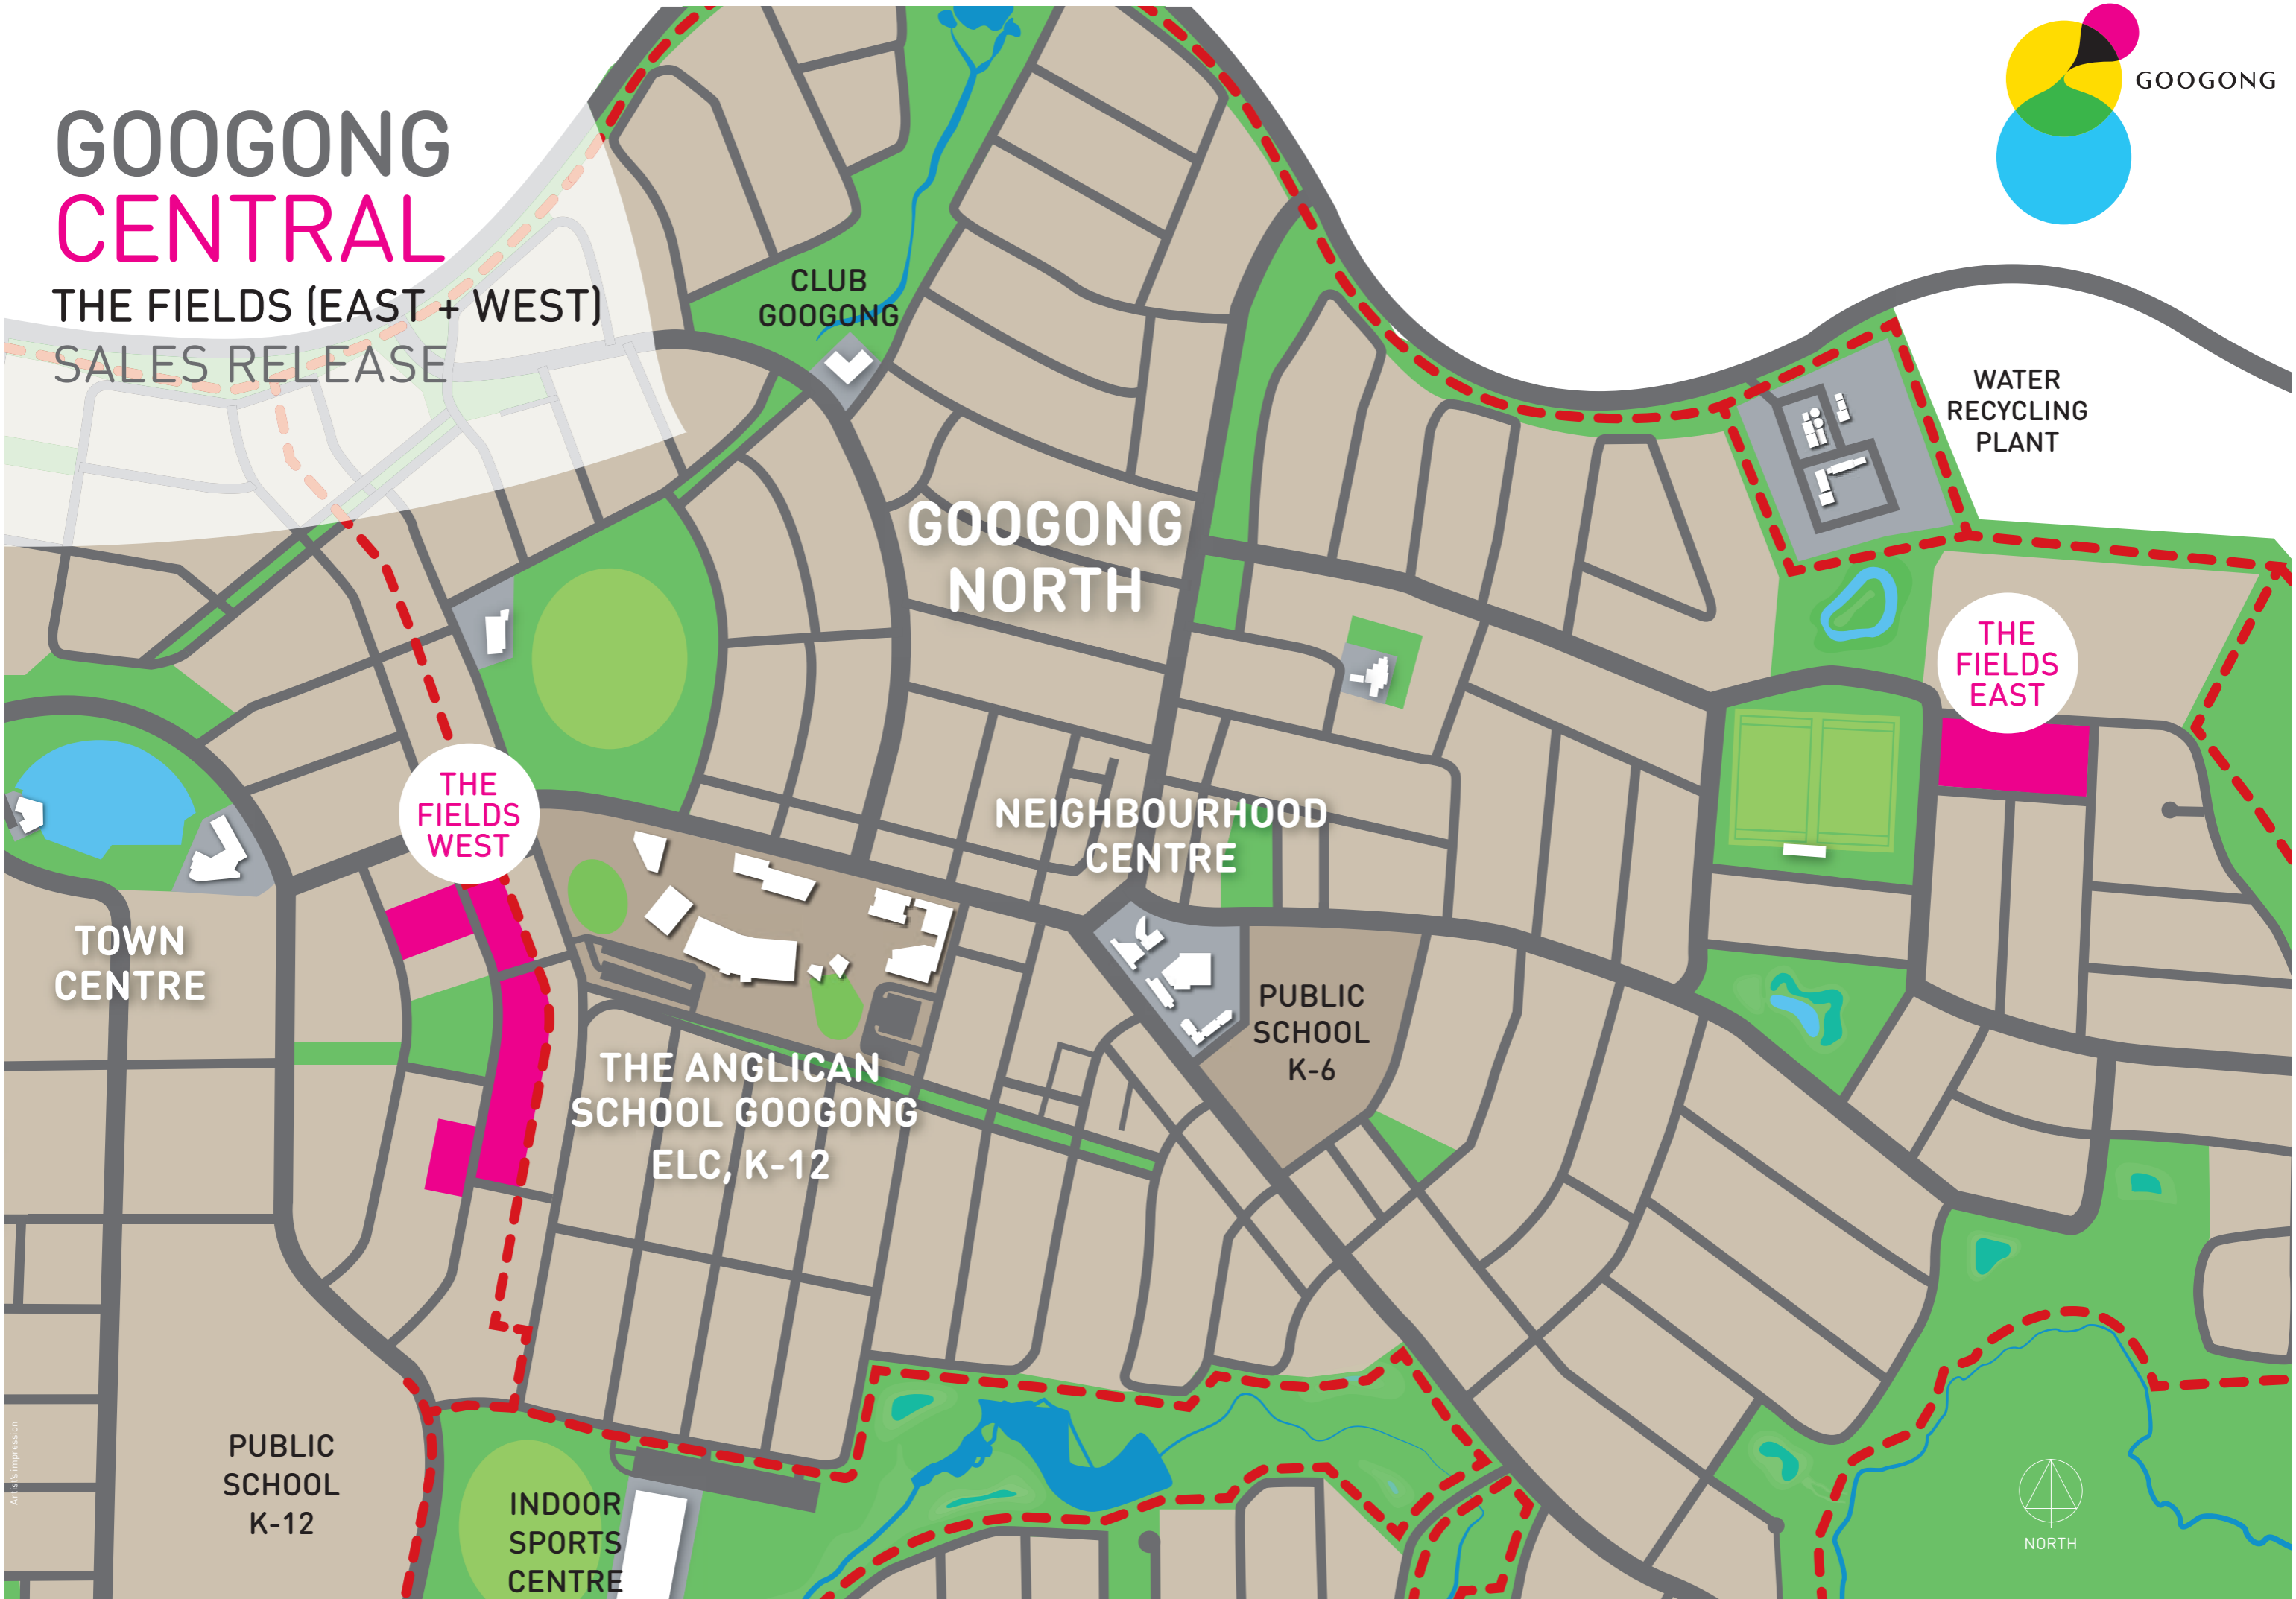 GOOGONG
CENTRAL
THE FIELDS (EAST + WEST)
SALES RELEASE
GOOGONG
CLUB
GOOGONG
WATER
RECYCLING
PLANT
GOOGONG
NORTH
THE
FIELDS
EAST
THE
FIELDS
WEST
NEIGHBOURHOOD
CENTRE
TOWN
CENTRE
PUBLIC
SCHOOL
K-6
THE ANGLICAN
SCHOOL GOOGONG
ELC, K-12
PUBLIC
SCHOOL
K-12
INDOOR
SPORTS
CENTRE
NORTH
Artist's impression